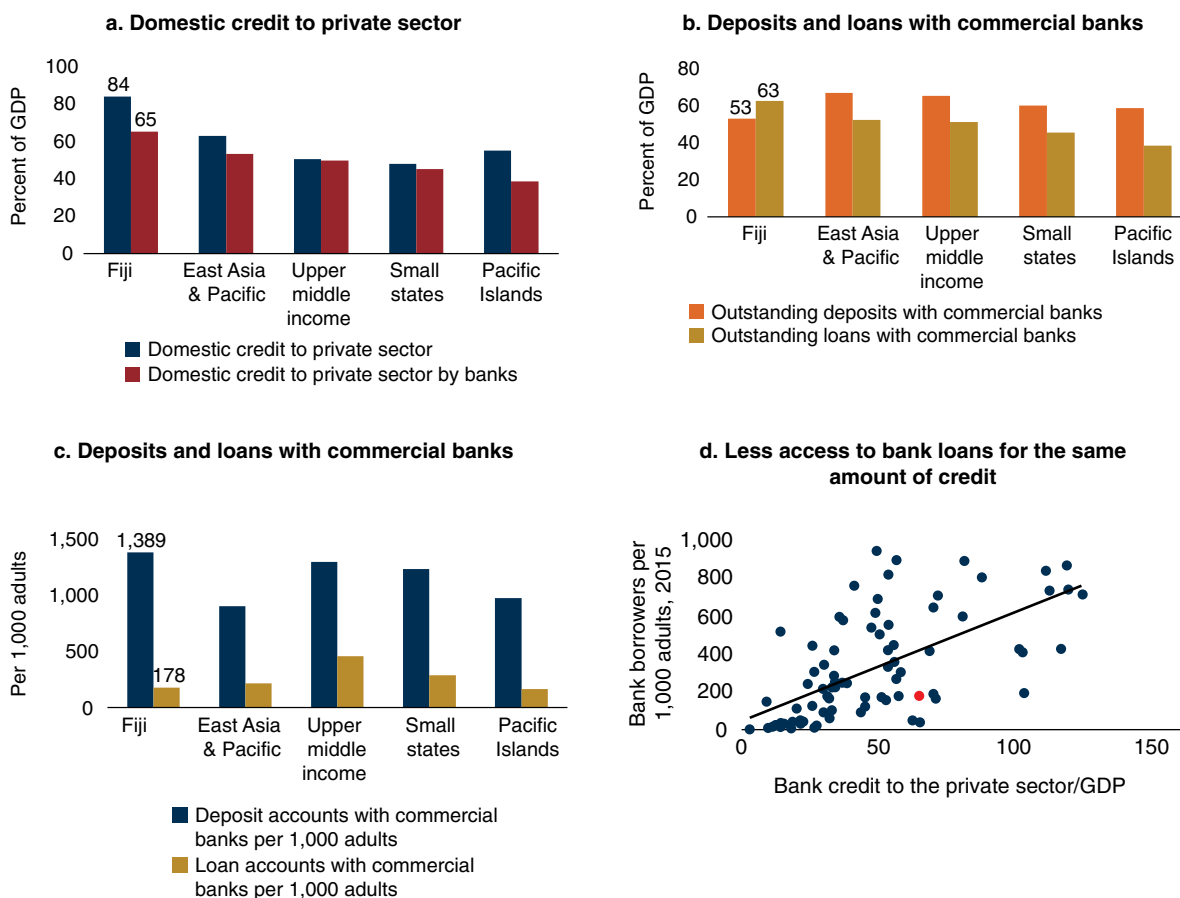 a. Domestic credit to private sector
Percent of GDP
100
80
60
40
20
0
84
65
Fiji
East Asia
& Pacific
Upper
middle
income
Small
states
Pacific
Islands
Domestic credit to private sector
Domestic credit to private sector by banks
b. Deposits and loans with commercial banks
Percent of GDP
80
60
40
20
0
53
63
Fiji
East Asia
& Pacific
Upper
middle
income
Small
states
Pacific
Islands
Outstanding deposits with commercial banks
Outstanding loans with commercial banks
c. Deposits and loans with commercial banks
Per 1,000 adults
1,500
1,000
500
0
1,389
178
Fiji
East Asia
& Pacific
Upper
middle
income
Small
states
Pacific
Islands
Deposit accounts with commercial
banks per 1,000 adults
Loan accounts with commercial
banks per 1,000 adults
d. Less access to bank loans for the same
amount of credit
Bank borrowers per
1,000 adults, 2015
1,000
800
600
400
200
0
0
50
100
150
Bank credit to the private sector/GDP